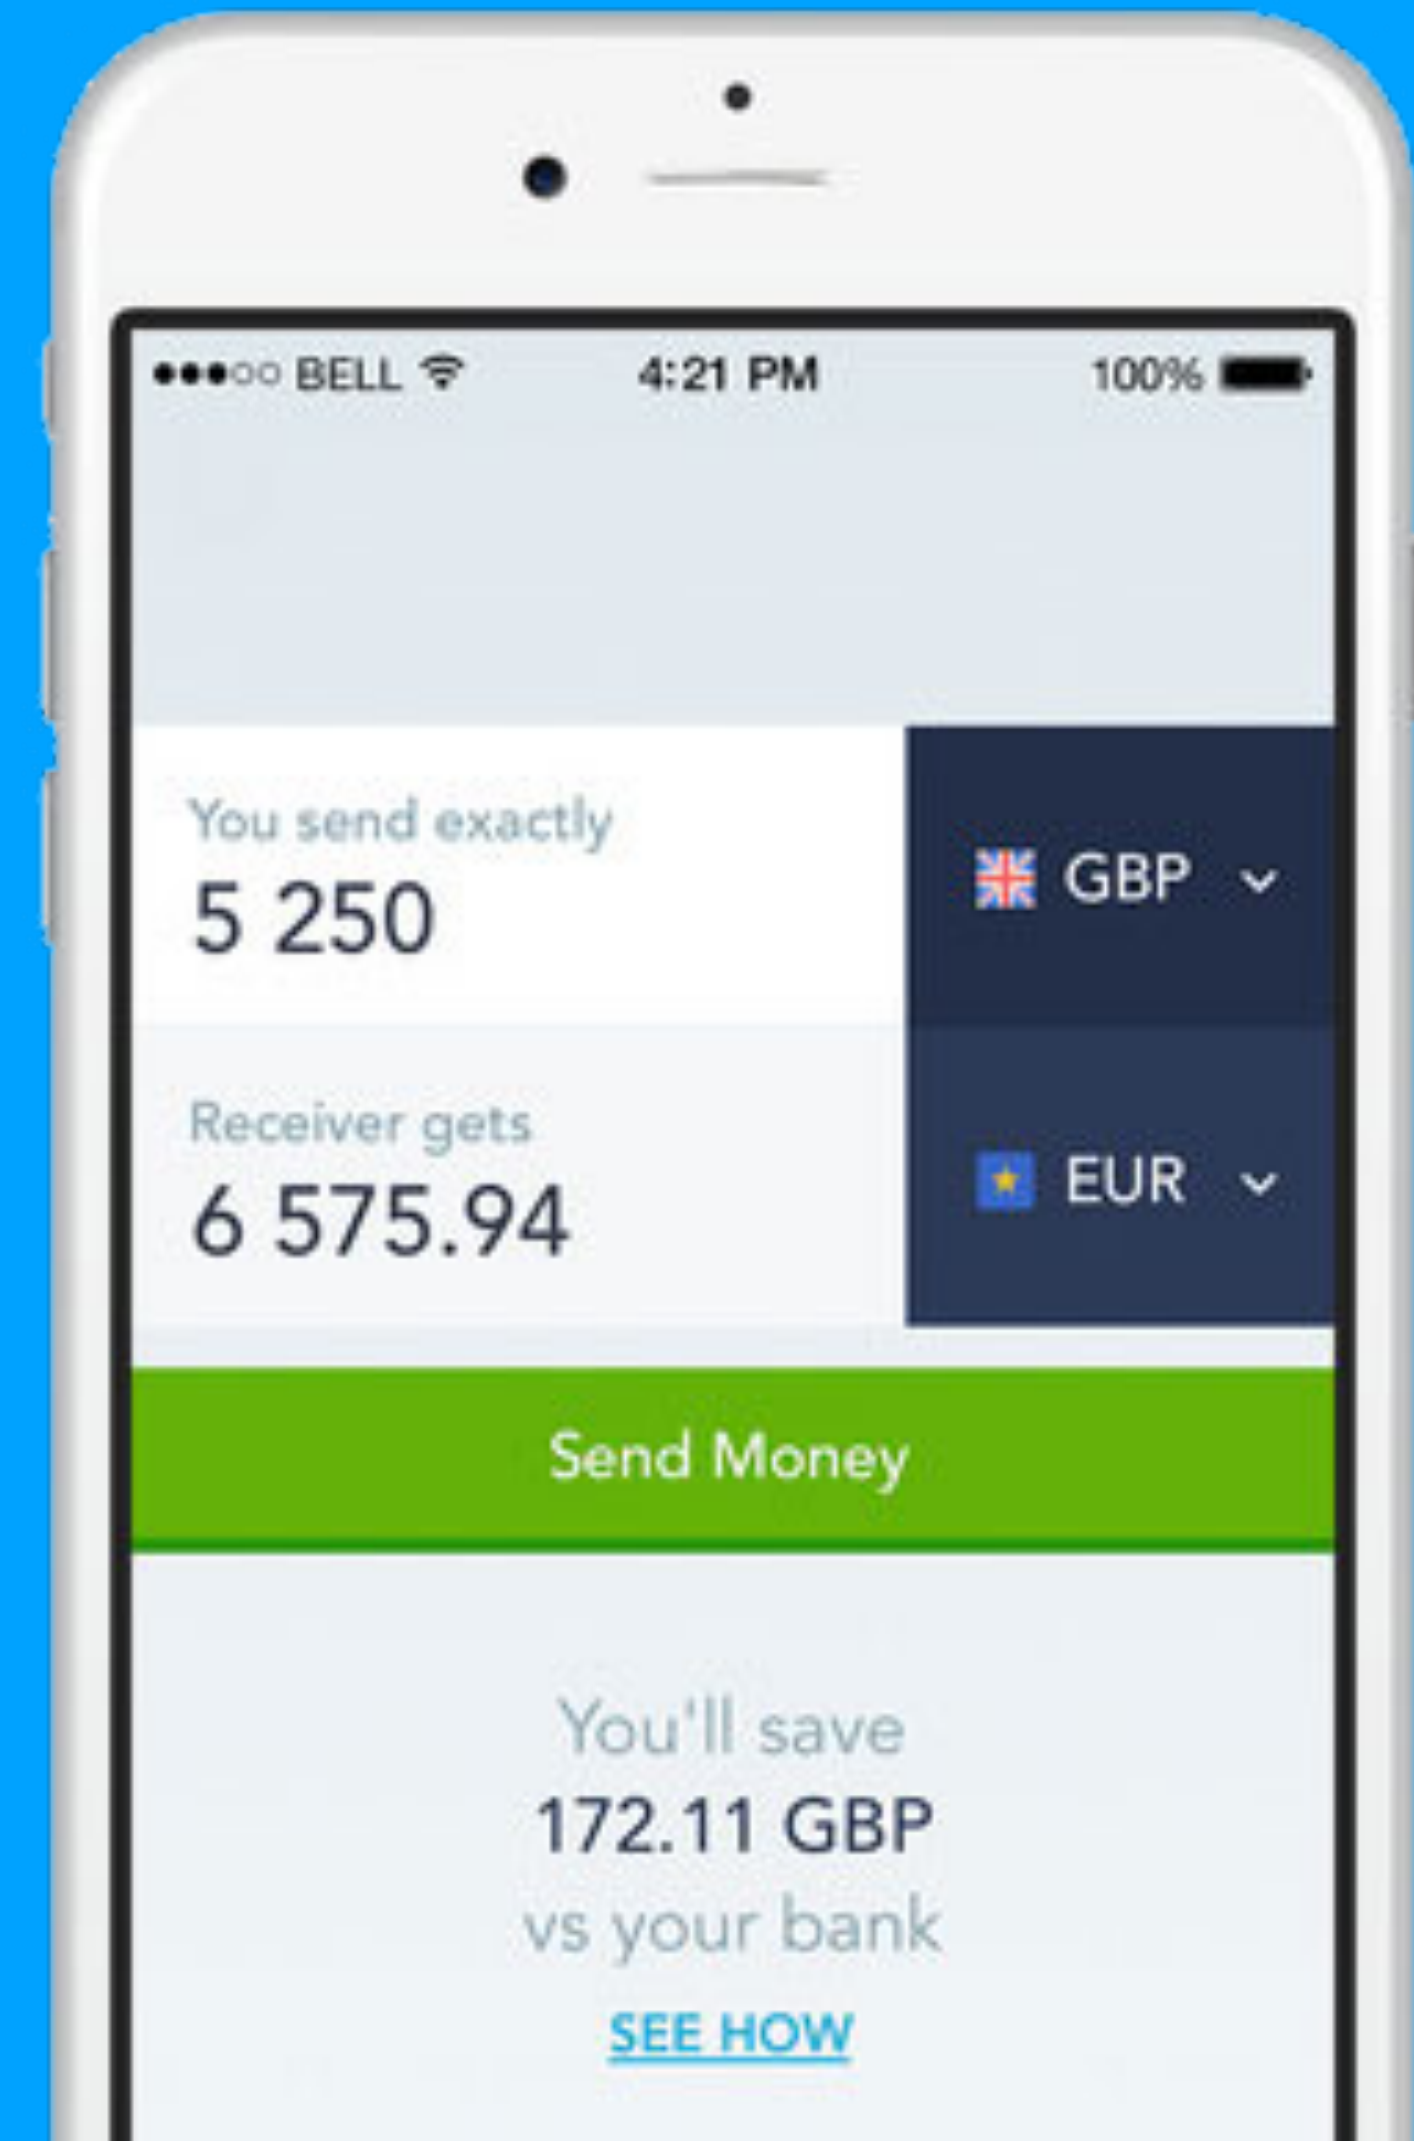 ●●●○○ BELL 4:21 PM 100%
You send exactly
5 250
GBP
Receiver gets
6 575.94
EUR
Send Money
You'll save
172.11 GBP
vs your bank
SEE HOW